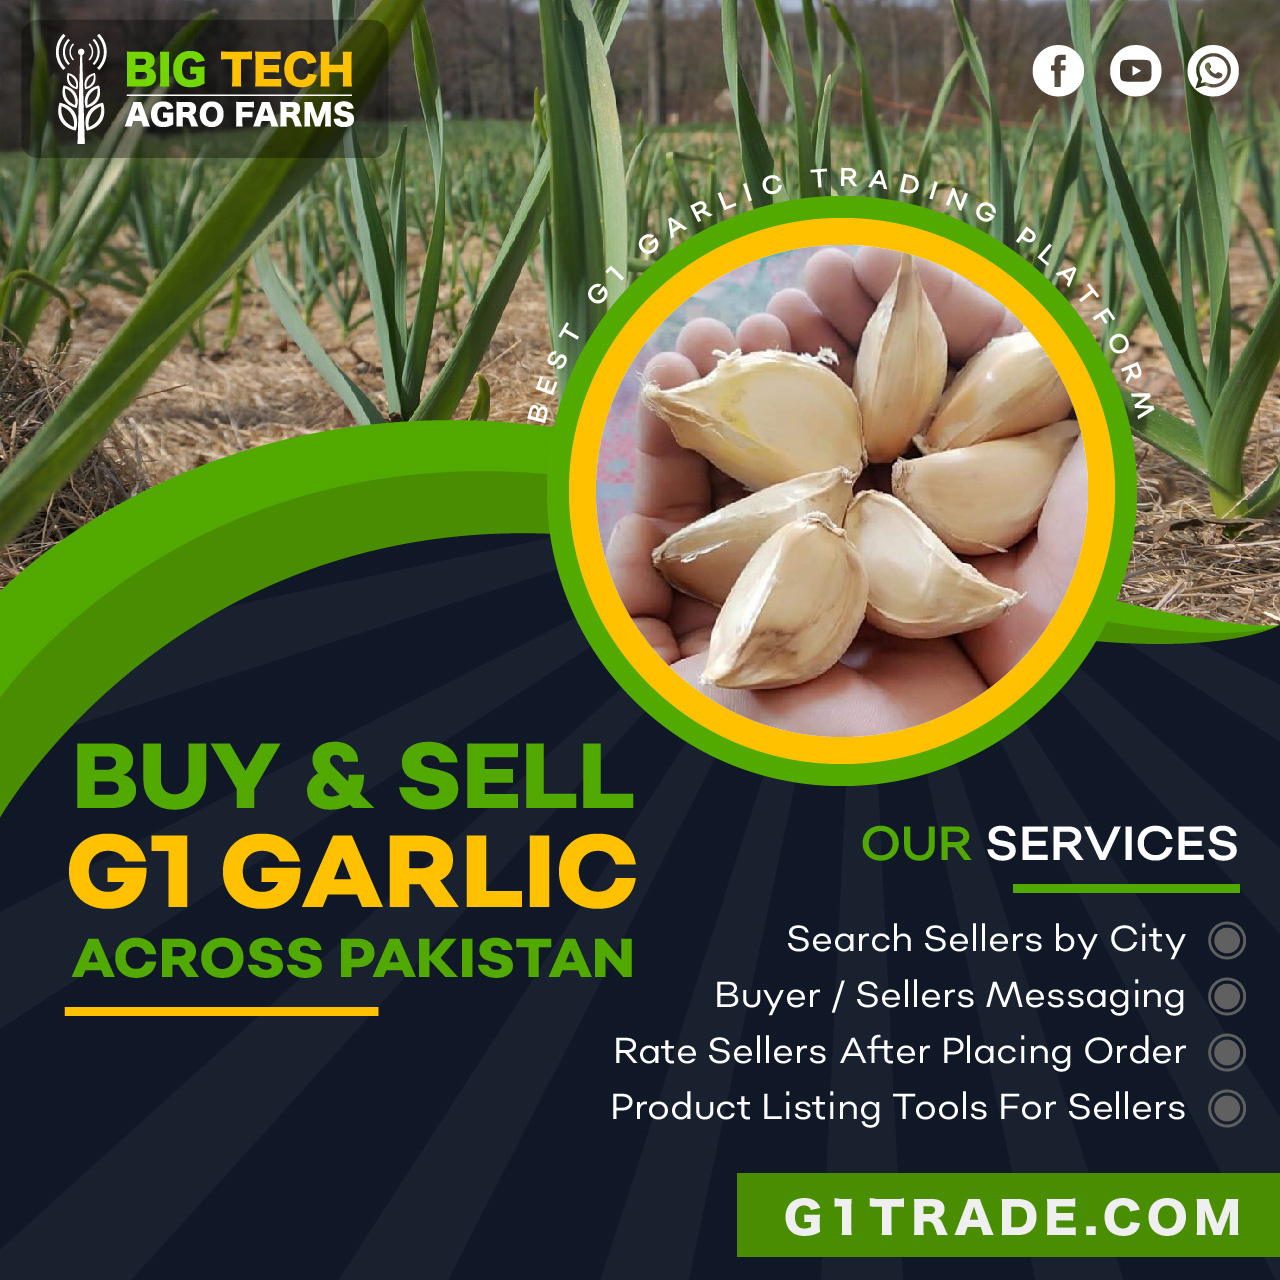 BIG TECH
AGRO FARMS
BEST G1 GARLIC TRADING PLATFORM
BUY & SELL
G1 GARLIC
ACROSS PAKISTAN
OUR SERVICES
Search Sellers by City
Buyer / Sellers Messaging
Rate Sellers After Placing Order
Product Listing Tools For Sellers
G1TRADE.COM